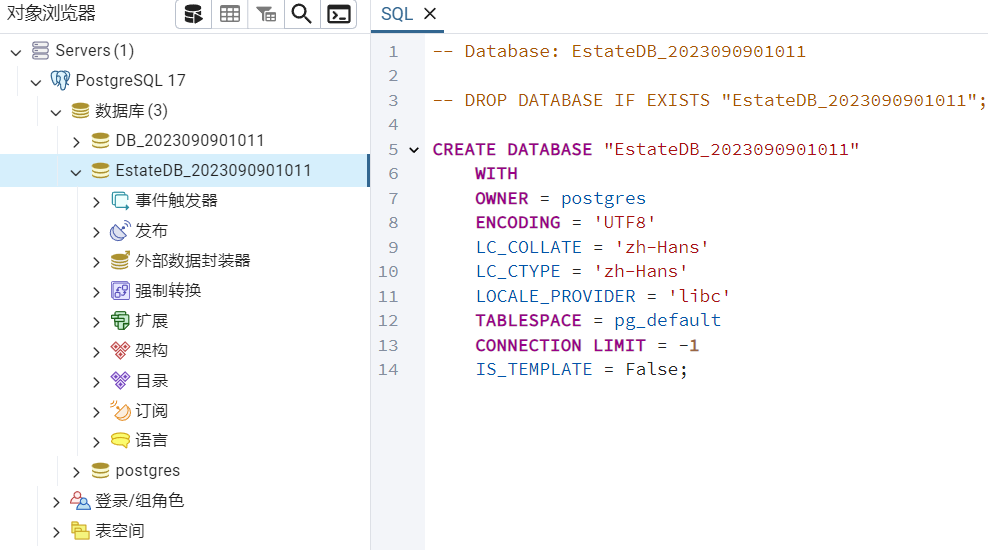 对象浏览器
Servers (1)
PostgreSQL 17
数据库 (3)
DB_2023090901011
EstateDB_2023090901011
事件触发器
发布
外部数据封装器
强制转换
扩展
架构
目录
订阅
语言
postgres
登录/组角色
表空间
SQL
1 -- Database: EstateDB_2023090901011
2
3 -- DROP DATABASE IF EXISTS "EstateDB_2023090901011";
4
5 CREATE DATABASE "EstateDB_2023090901011"
6 WITH
7 OWNER = postgres
8 ENCODING = 'UTF8'
9 LC_COLLATE = 'zh-Hans'
10 LC_CTYPE = 'zh-Hans'
11 LOCALE_PROVIDER = 'libc'
12 TABLESPACE = pg_default
13 CONNECTION LIMIT = -1
14 IS_TEMPLATE = False;